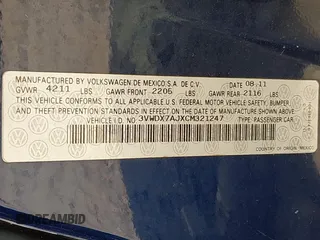 MANUFACTURED BY VOLKSWAGEN DE MEXICO S.A. DE C.V. DATE 08.11
GVWR 4211 LBS GAWR FRONT 2205 LBS GAWR REAR 2116 LBS
THIS VEHICLE CONFORMS TO ALL APPLICABLE U.S. FEDERAL MOTOR VEHICLE SAFETY, BUMPER,
AND THEFT PREVENTION STANDARDS IN EFFECT ON THE DATE OF MANUFACTURE SHOWN ABOVE.
VEHICLE IDENT. NO.: 3VWDX7AJXCM321247 TYPE: PASSENGER CAR
COUNTRY OF ORIGIN MEXICO